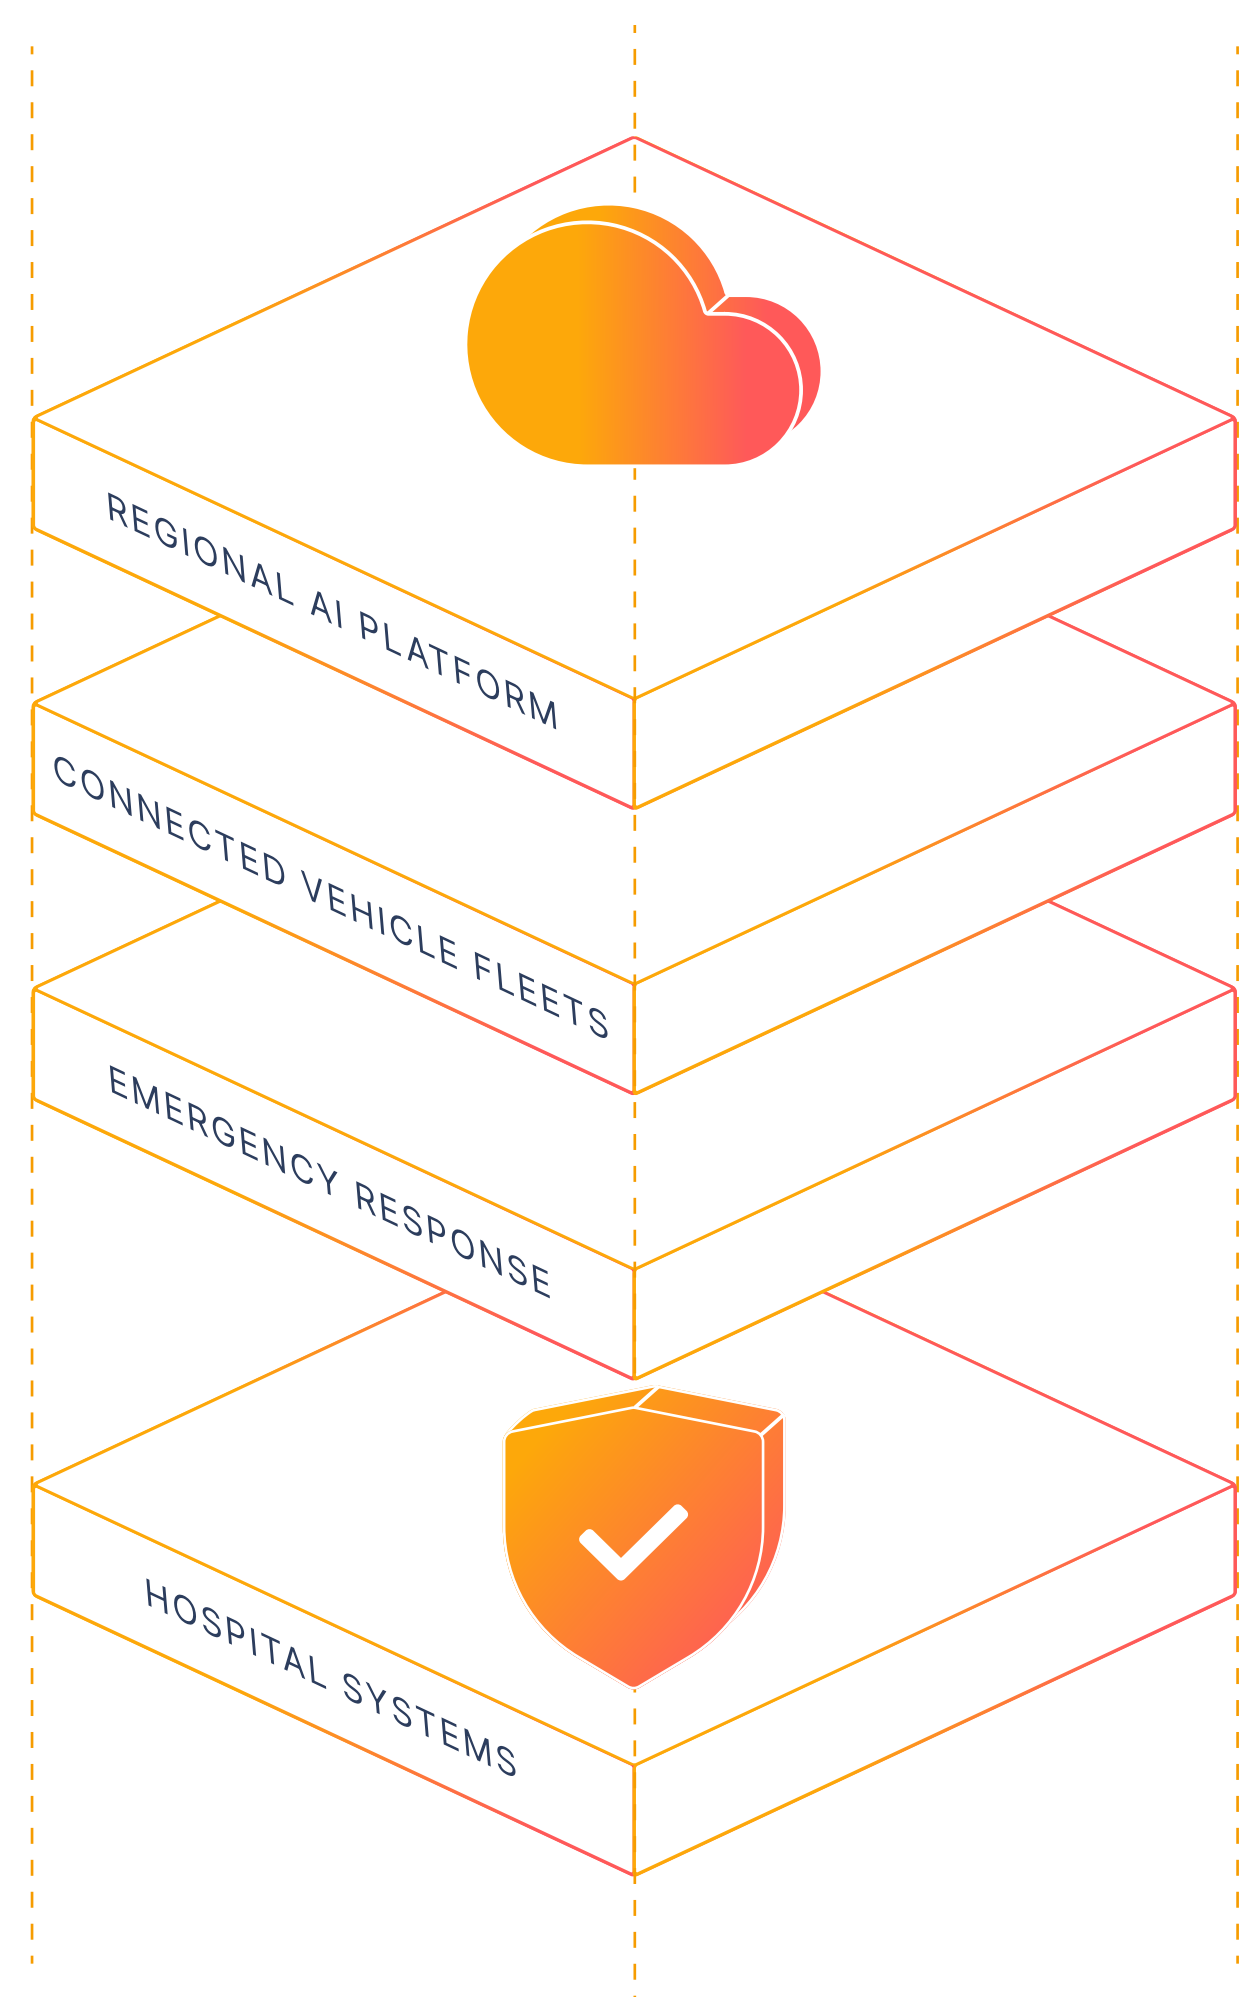 REGIONAL AI PLATFORM
CONNECTED VEHICLE FLEETS
EMERGENCY RESPONSE
HOSPITAL SYSTEMS